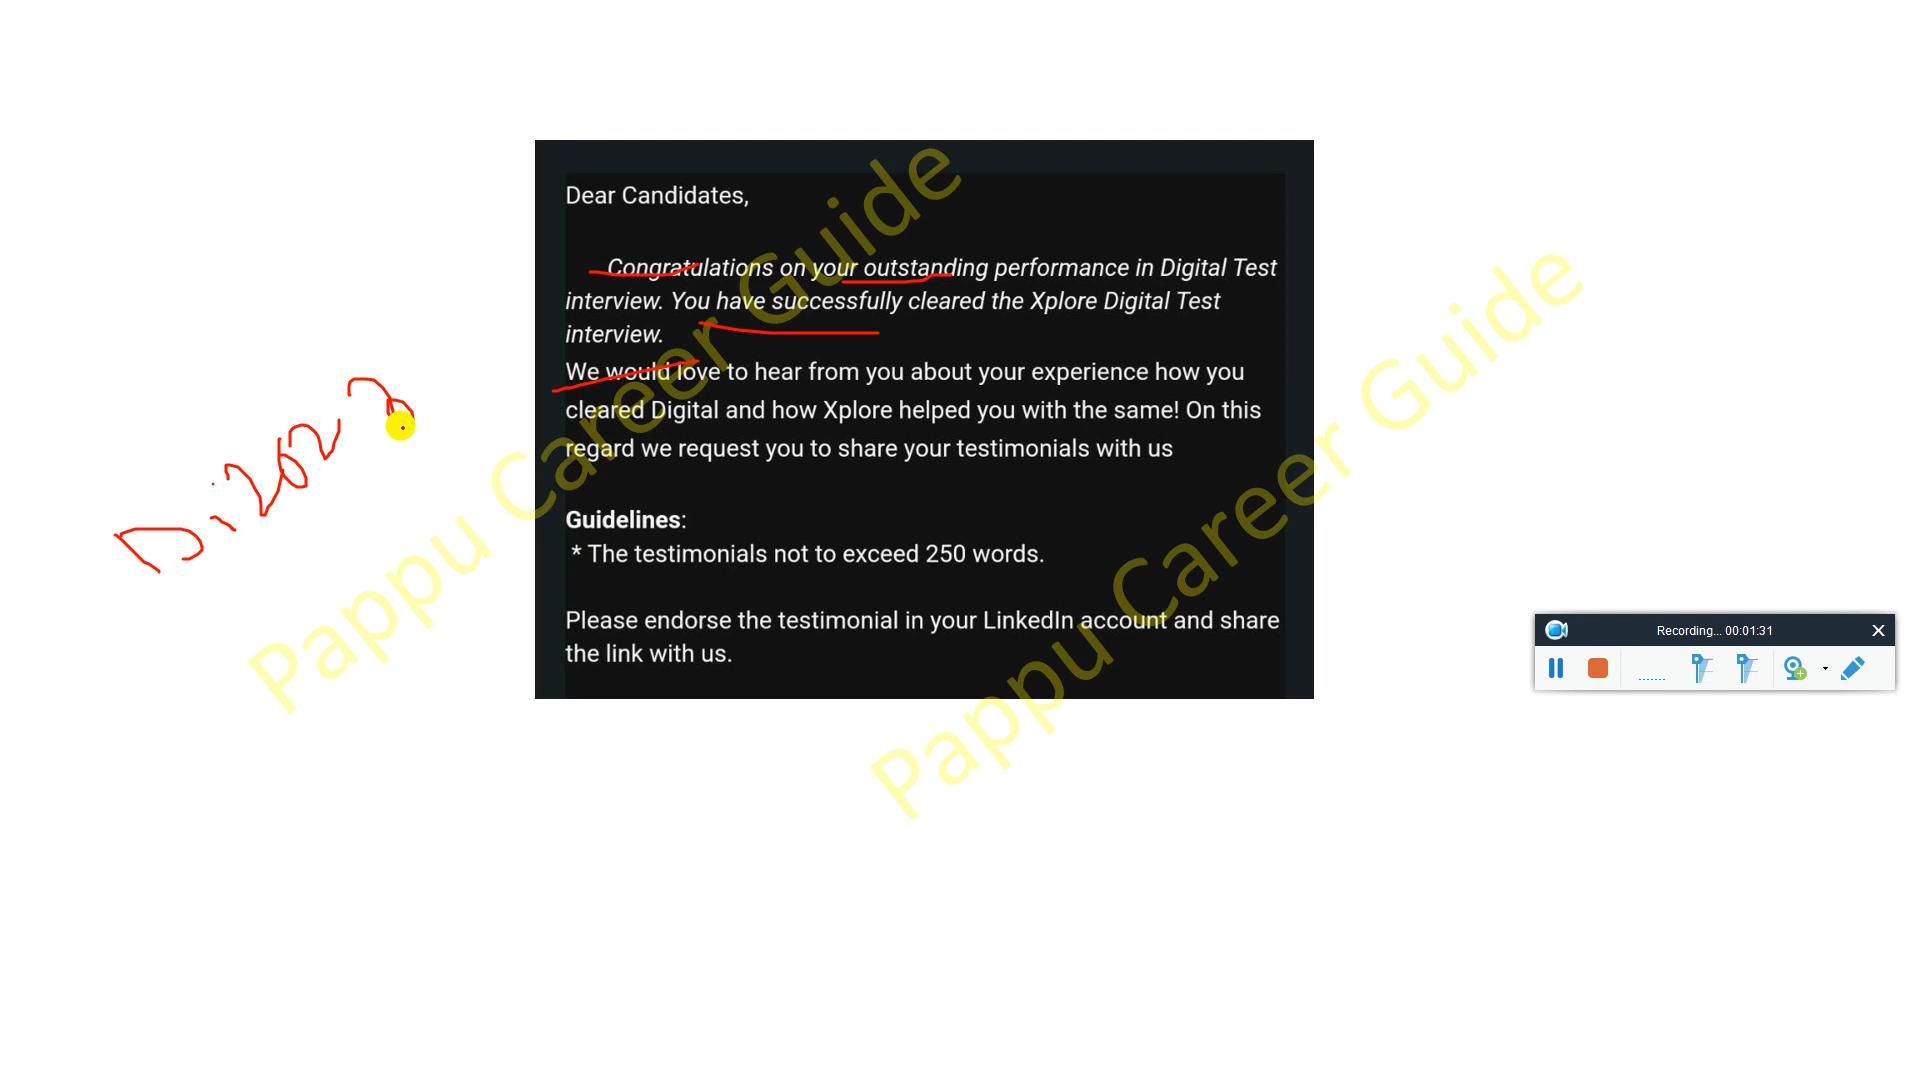 Dear Candidates,
Congratulations on your outstanding performance in Digital Test
interview. You have successfully cleared the Xplore Digital Test
interview.
We would love to hear from you about your experience how you
cleared Digital and how Xplore helped you with the same! On this
regard we request you to share your testimonials with us
Guidelines:
* The testimonials not to exceed 250 words.
Please endorse the testimonial in your LinkedIn account and share
the link with us.
Pappu Career Guide
Pappu Career Guide
Recording... 00:01:31